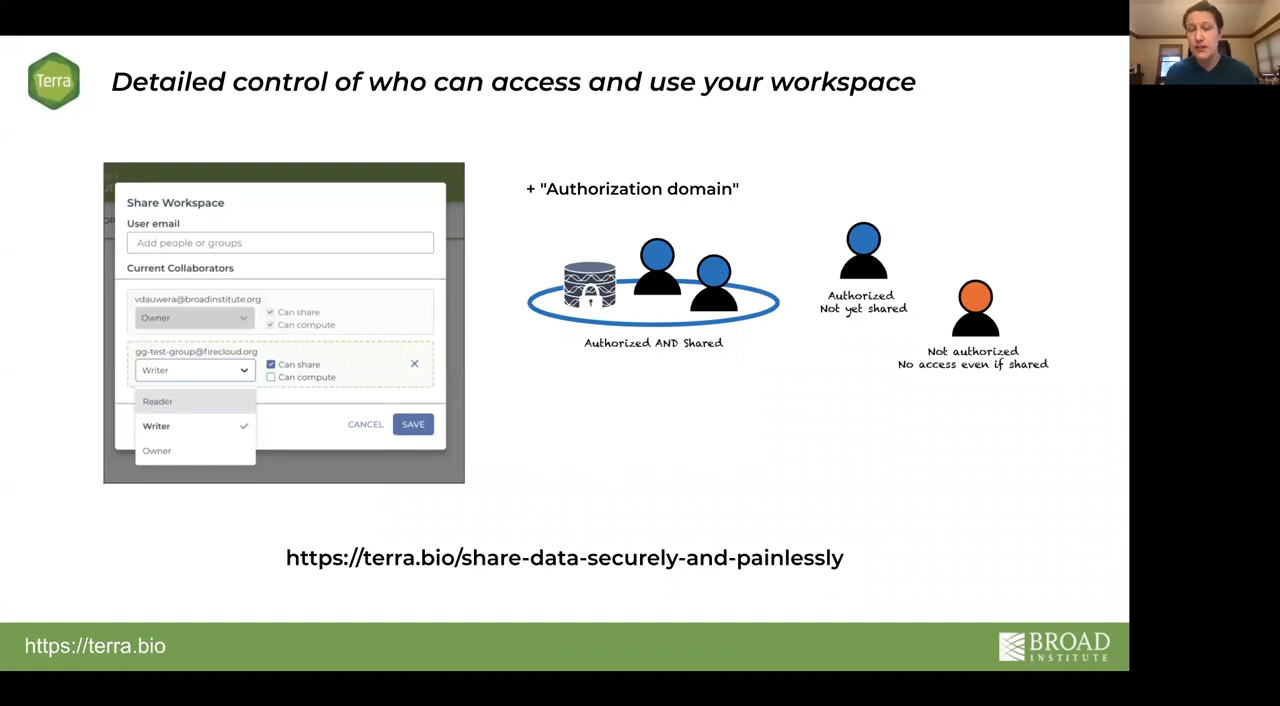 Terra
Detailed control of who can access and use your workspace
Share Workspace
User email
Add people or groups
Current Collaborators
vdauwera@broadinstitute.org
Owner
Can share
Can compute
gg-test-group@firecloud.org
Writer
Can share
Can compute
Reader
Writer
Owner
CANCEL
SAVE
+ "Authorization domain"
Authorized AND Shared
Authorized
Not yet shared
Not authorized
No access even if shared
https://terra.bio/share-data-securely-and-painlessly
https://terra.bio
BROAD
INSTITUTE